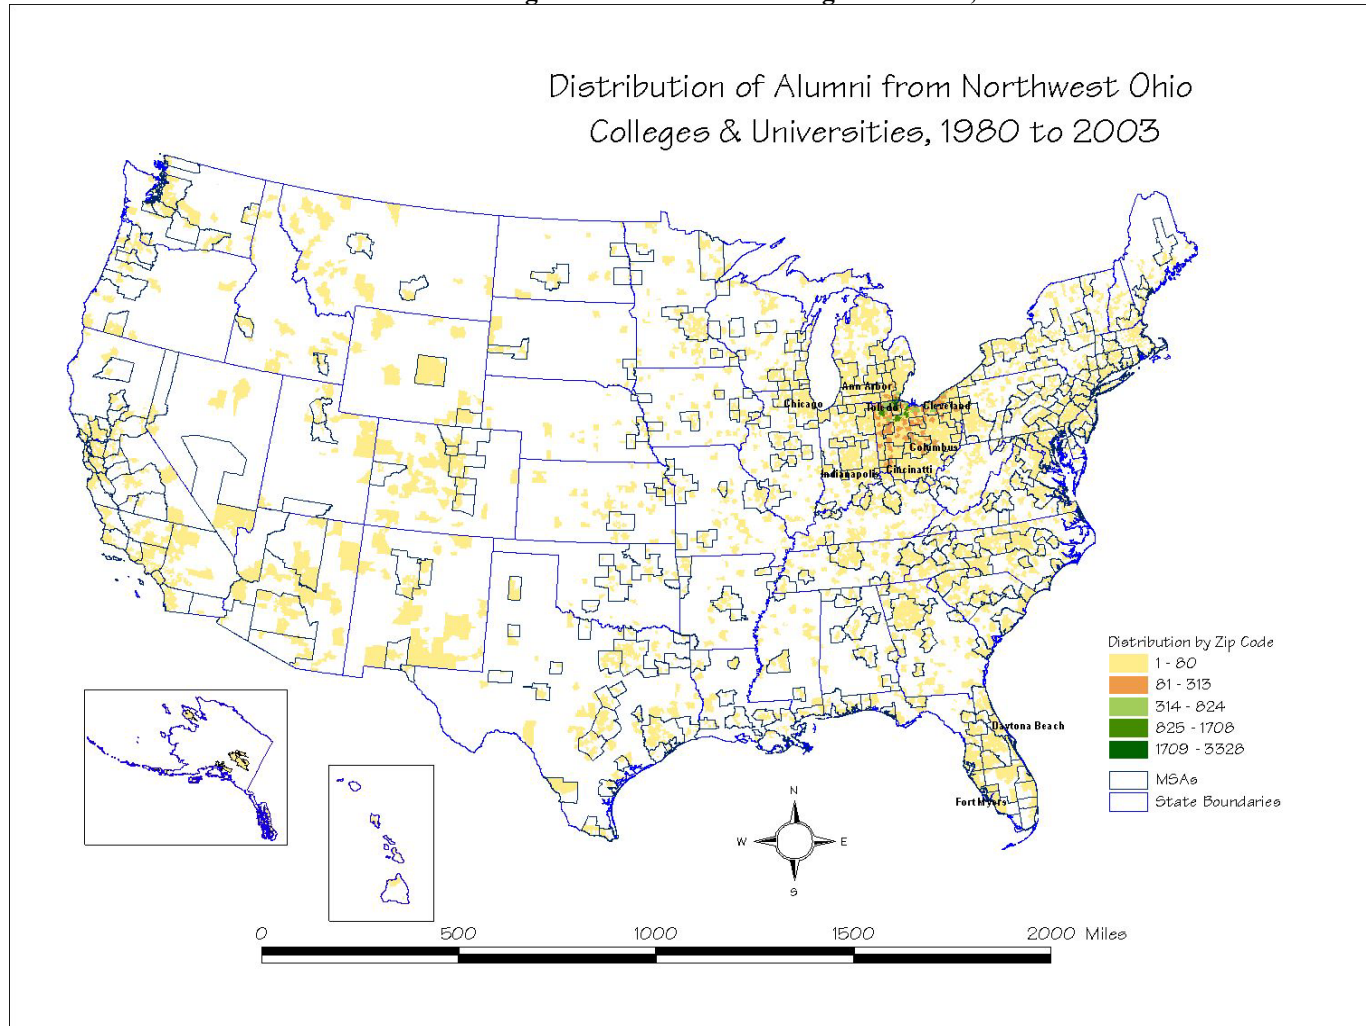 Distribution of Alumni from Northwest Ohio
Colleges & Universities, 1980 to 2003
Ann Arbor
Chicago
Toledo
Cleveland
Columbus
Cincinatti
Indianapolis
Distribution by Zip Code
1 - 80
81 - 313
314 - 824
825 - 1708
1709 - 3328
MSAs
State Boundaries
Daytona Beach
Fort Myers
N
W
E
S
0
500
1000
1500
2000 Miles